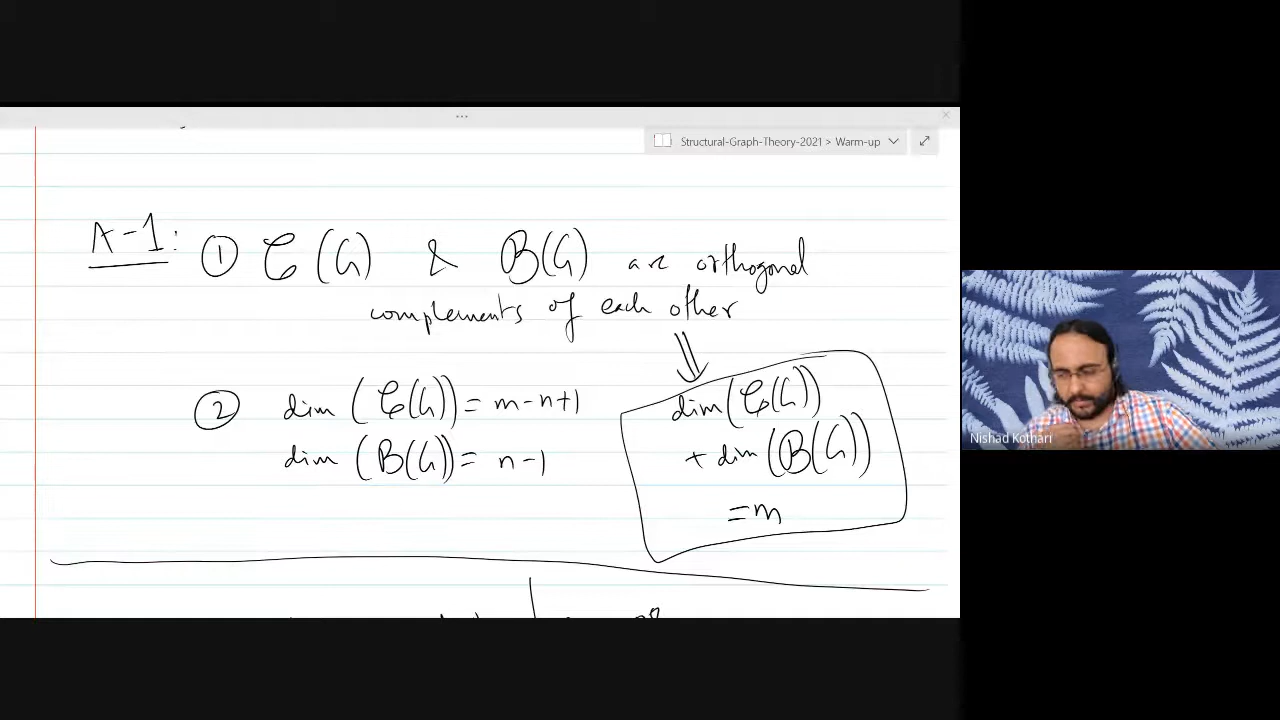 Structural-Graph-Theory-2021 > Warm-up
A-1: ① C(G) & B(G) are orthogonal
complements of each other
⇓
② dim (C(G)) = m-n+1
dim (B(G)) = n-1
dim (C(G))
+ dim (B(G))
= m
Nishad Kothari